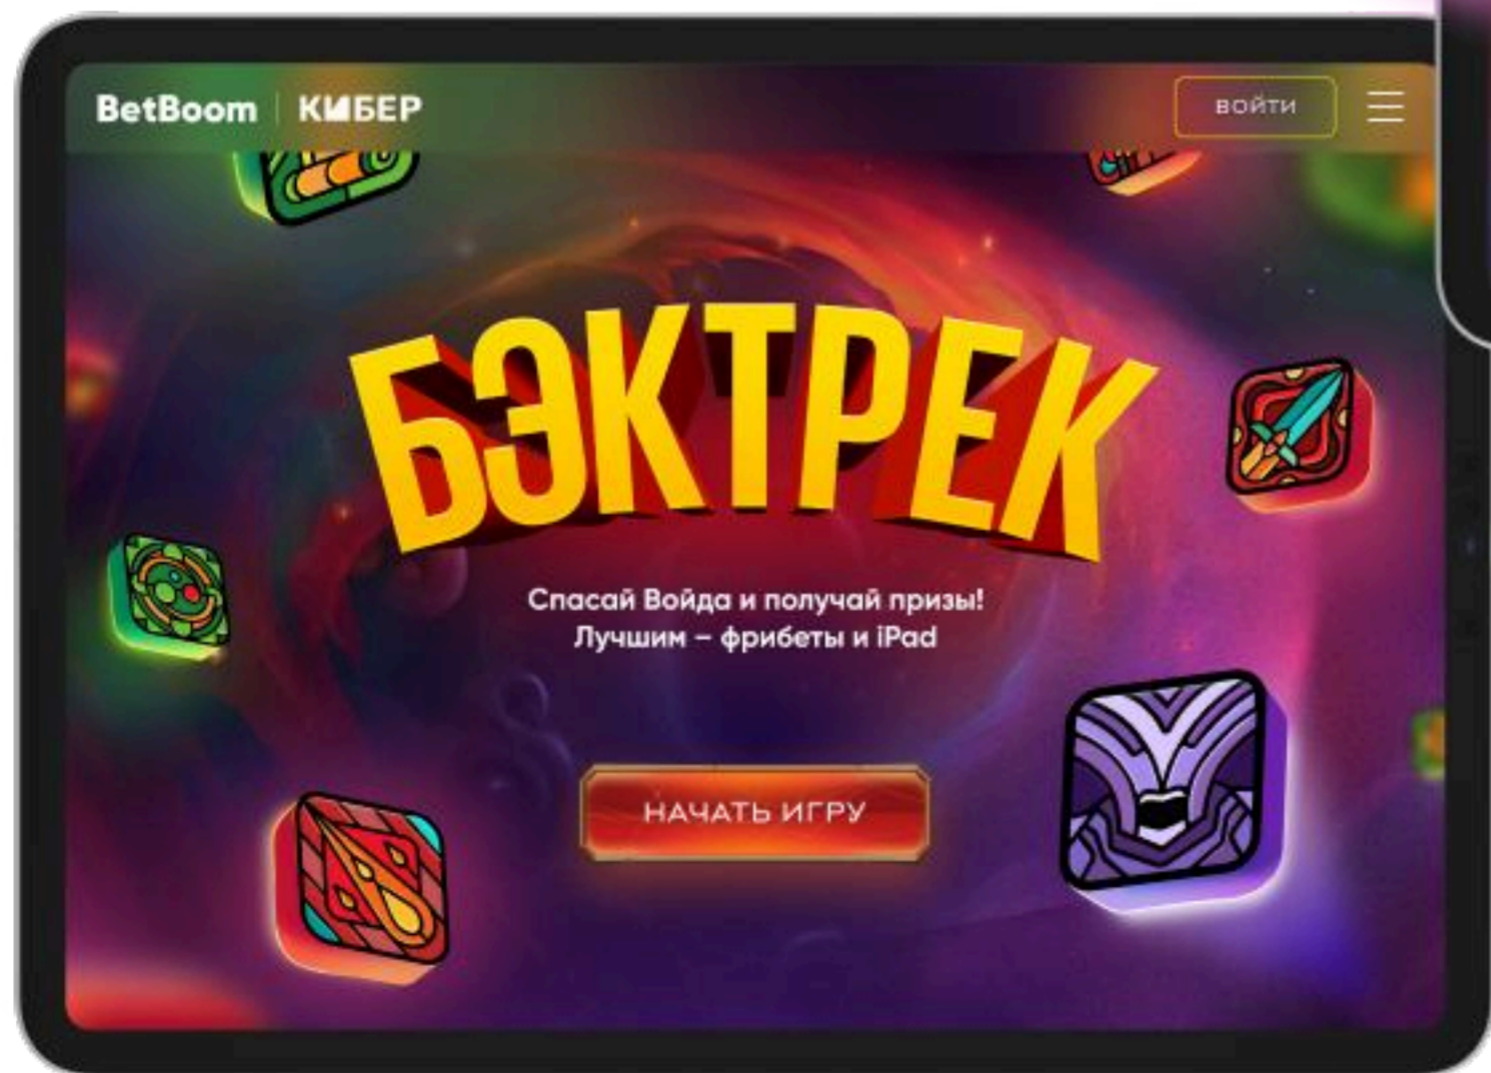 BetBoom | КИБЕР
ВОЙТИ
БЭКТРЕК
Спасай Войда и получай призы!
Лучшим – фрибеты и iPad
НАЧАТЬ ИГРУ